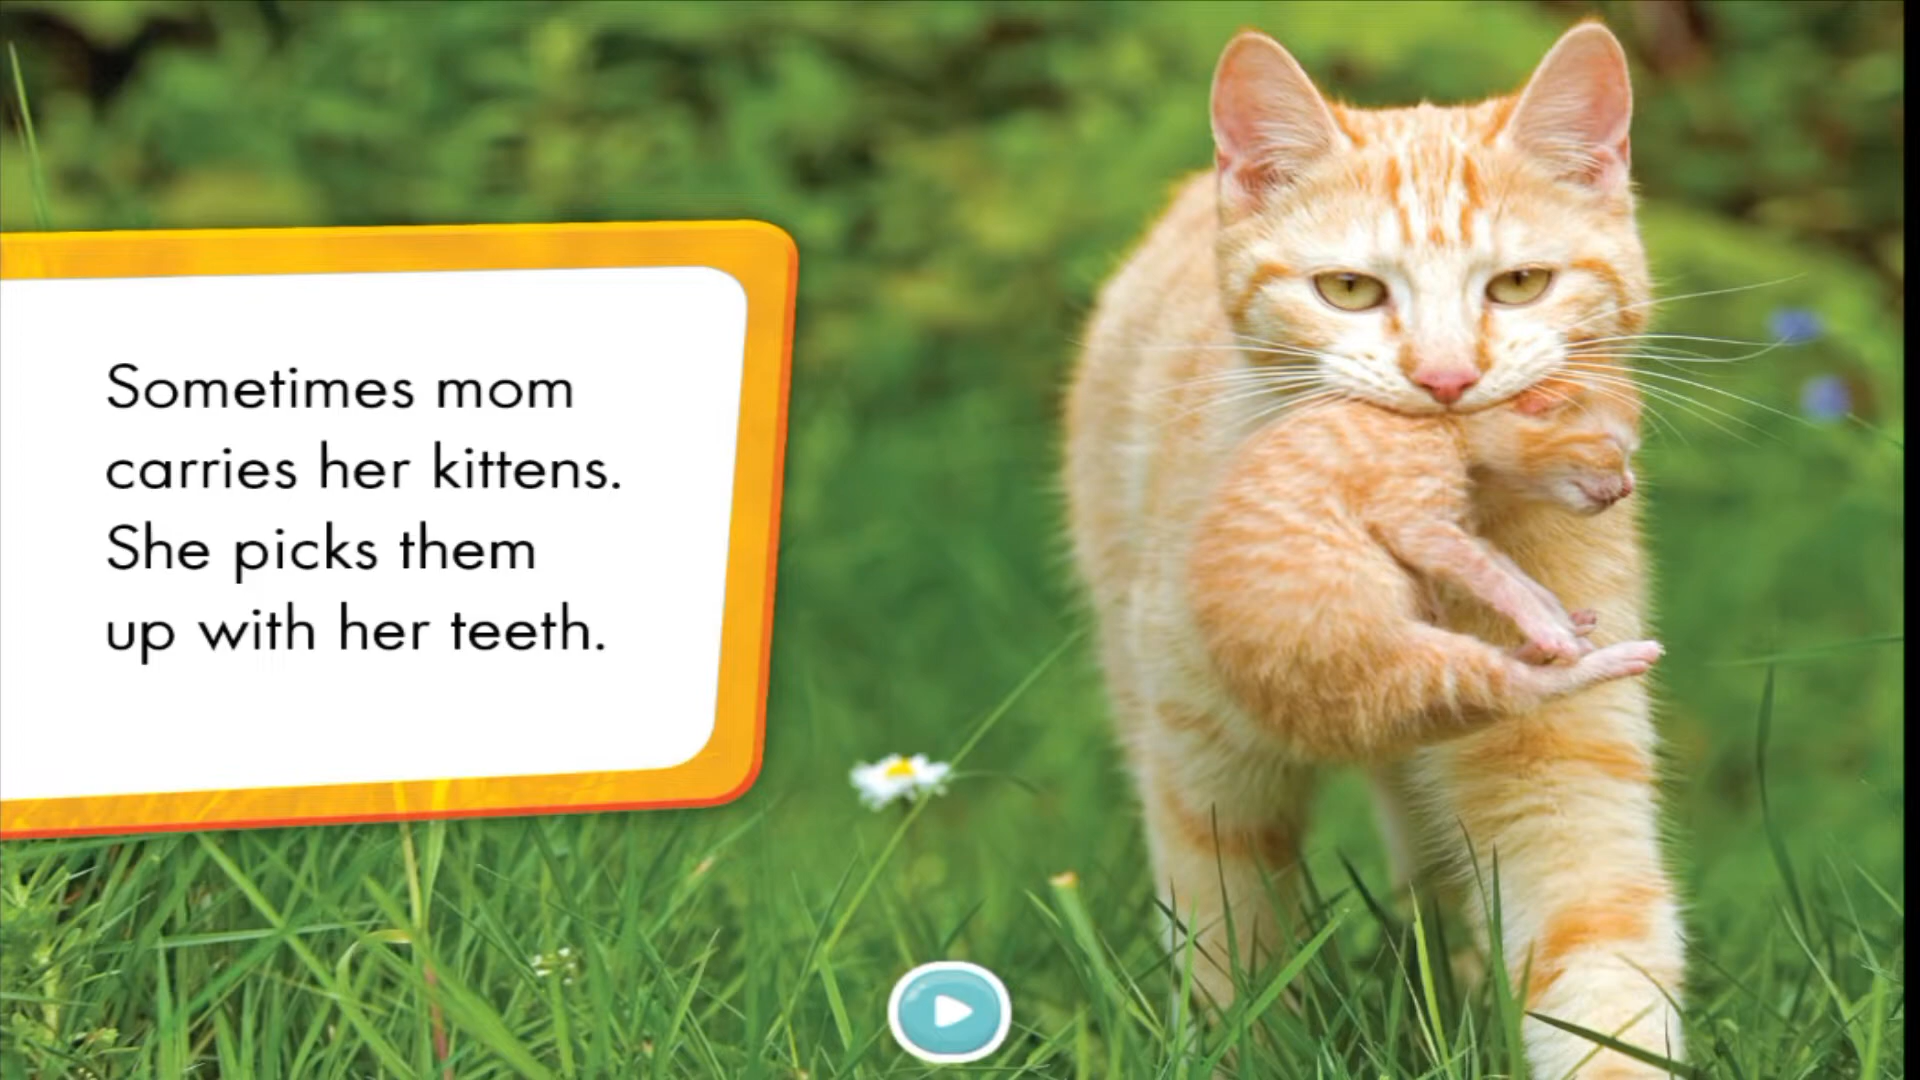 Sometimes mom
carries her kittens.
She picks them
up with her teeth.